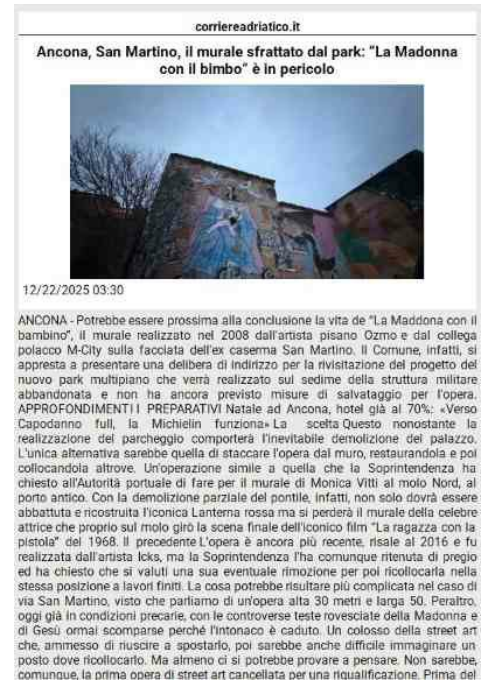 corriereadriatico.it
Ancona, San Martino, il murale sfrattato dal park: “La Madonna
con il bimbo” è in pericolo
12/22/2025 03:30
ANCONA - Potrebbe essere prossima alla conclusione la vita de “La Maddona con il
bambino”, il murale realizzato nel 2008 dall'artista pisano Ozmo e dal collega
polacco M-City sulla facciata dell'ex caserma San Martino. Il Comune, infatti, si
appresta a presentare una delibera di indirizzo per la rivisitazione del progetto del
nuovo park multipiano che verrà realizzato sul sedime della struttura militare
abbandonata e non ha ancora previsto misure di salvataggio per l'opera.
APPROFONDIMENTI I PREPARATIVI Natale ad Ancona, hotel già al 70%: «Verso
Capodanno full, la Michielin funziona» La scelta Questo nonostante la
realizzazione del parcheggio comporterà l'inevitabile demolizione del palazzo.
L'unica alternativa sarebbe quella di staccare l'opera dal muro, restaurandola e poi
collocandola altrove. Un'operazione simile a quella che la Soprintendenza ha
chiesto all'Autorità portuale di fare per il murale di Monica Vitti al molo Nord, al
porto antico. Con la demolizione parziale del pontile, infatti, non solo dovrà essere
abbattuta e ricostruita l'iconica Lanterna rossa ma si perderà il murale della celebre
attrice che proprio sul molo girò la scena finale dell'iconico film “La ragazza con la
pistola” del 1968. Il precedente L'opera è ancora più recente, risale al 2016 e fu
realizzata dall'artista Icks, ma la Soprintendenza l'ha comunque ritenuta di pregio
ed ha chiesto che si valuti una sua eventuale rimozione per poi ricollocarla nella
stessa posizione a lavori finiti. La cosa potrebbe risultare più complicata nel caso di
via San Martino, visto che parliamo di un'opera alta 30 metri e larga 50. Peraltro,
oggi già in condizioni precarie, con le controverse teste rovesciate della Madonna e
di Gesù ormai scomparse perché l'intonaco è caduto. Un colosso della street art
che, ammesso di riuscire a spostarlo, poi sarebbe anche difficile immaginare un
posto dove ricollocarlo. Ma almeno ci si potrebbe provare a pensare. Non sarebbe,
comunque, la prima opera di street art cancellata per una riqualificazione. Prima del